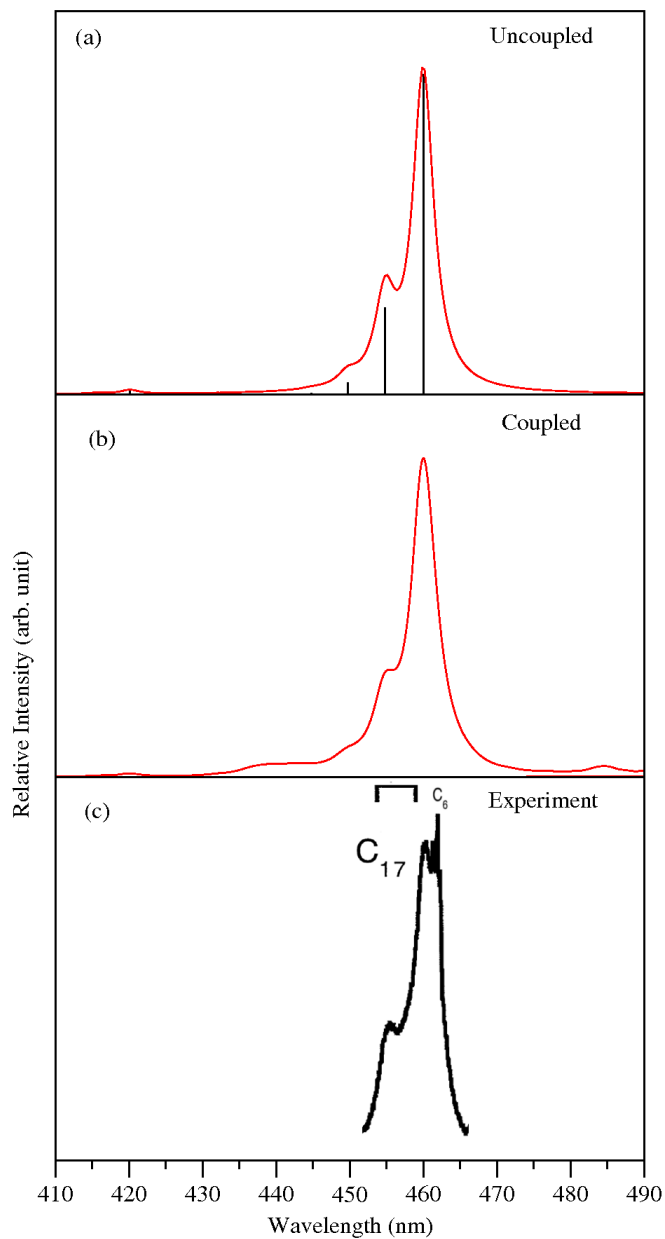 (a)
Uncoupled
(b)
Coupled
(c)
C6
Experiment
C17
Relative Intensity (arb. unit)
410 420 430 440 450 460 470 480 490
Wavelength (nm)